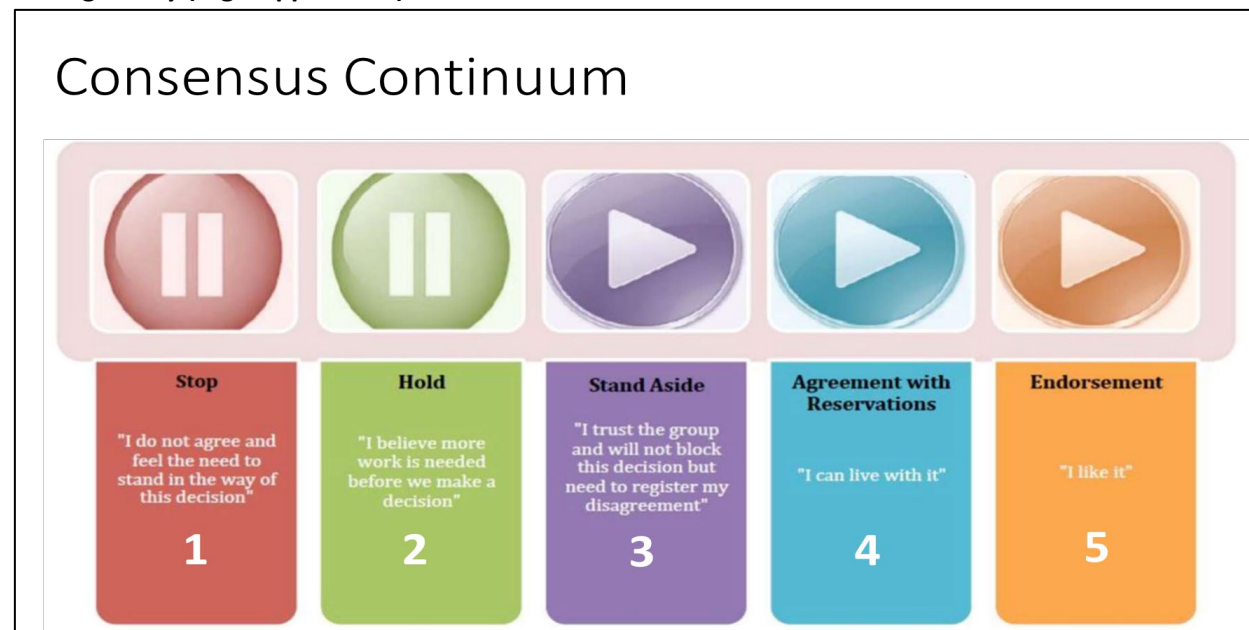 Consensus Continuum
Stop
"I do not agree and
feel the need to
stand in the way of
this decision"
1
Hold
"I believe more
work is needed
before we make a
decision"
2
Stand Aside
"I trust the group
and will not block
this decision but
need to register my
disagreement"
3
Agreement with
Reservations
"I can live with it"
4
Endorsement
"I like it"
5